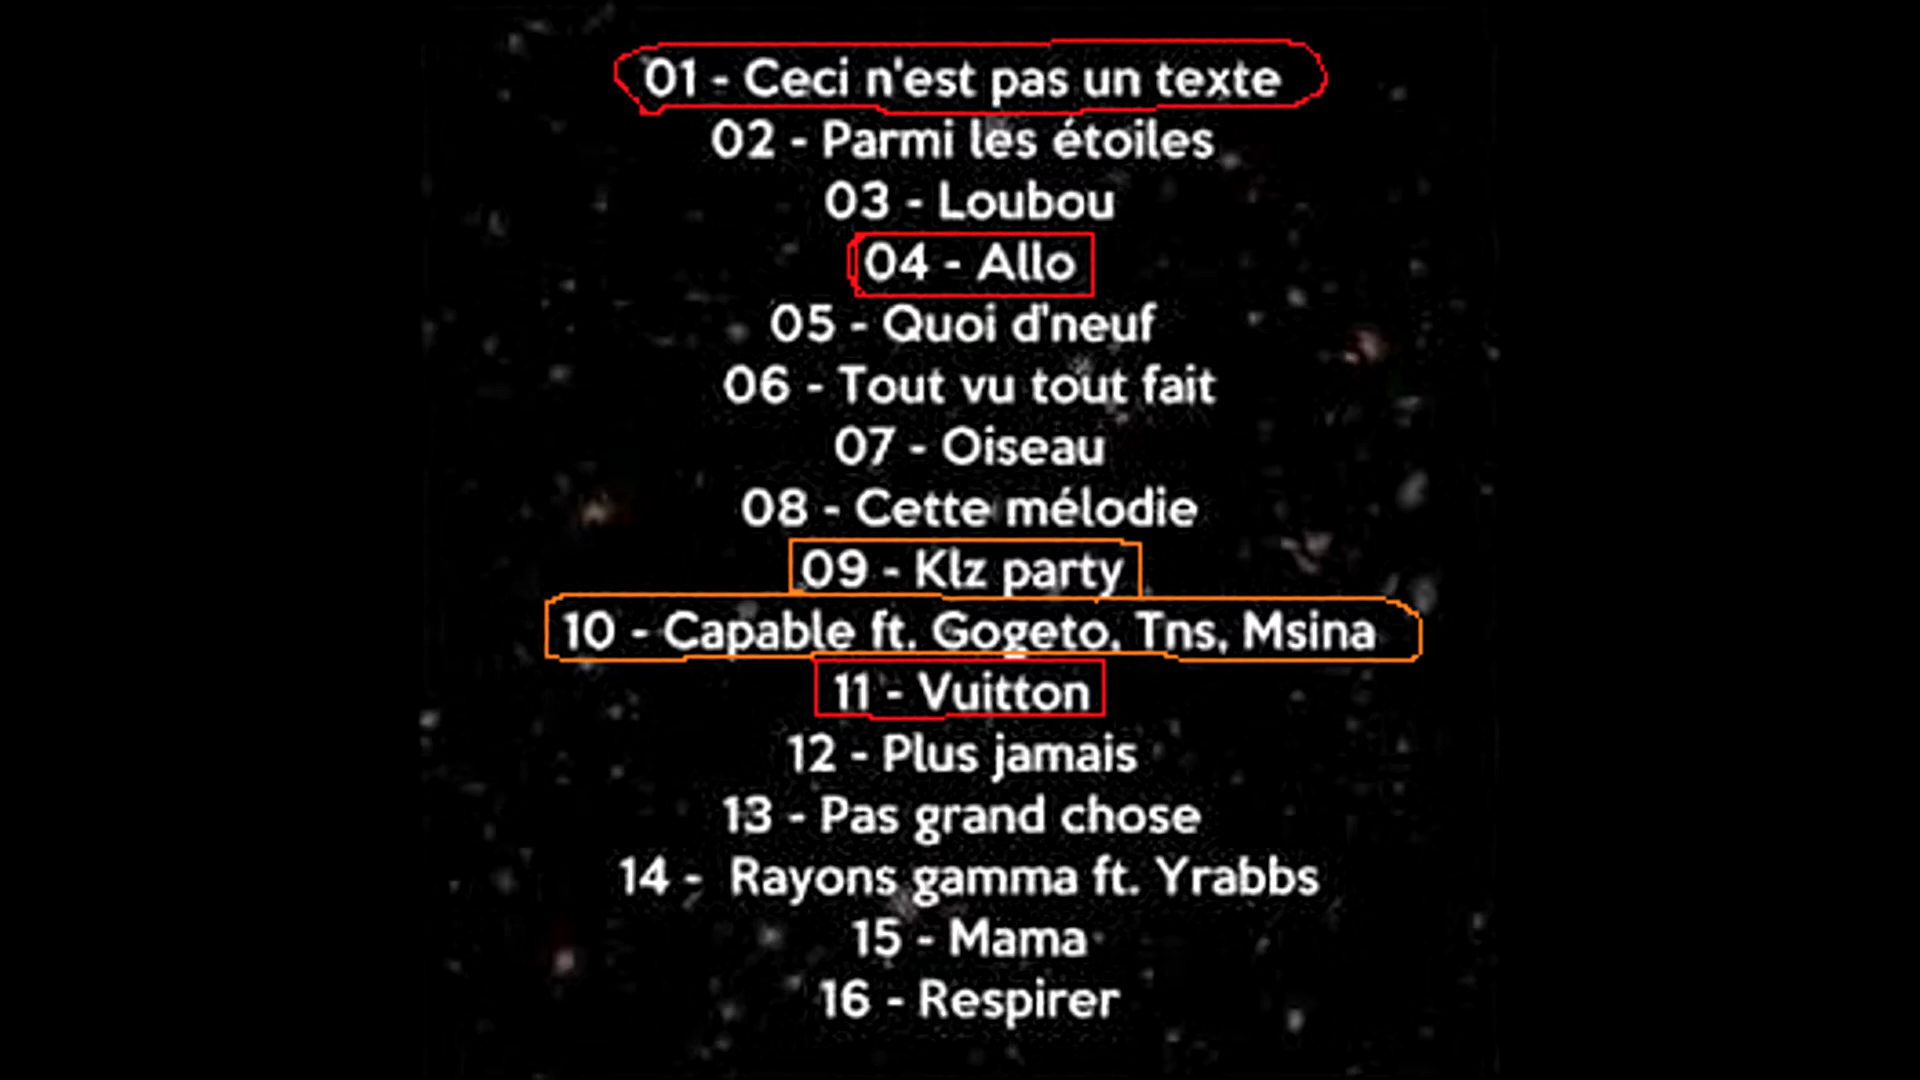 01 - Ceci n'est pas un texte
02 - Parmi les étoiles
03 - Loubou
04 - Allo
05 - Quoi d'neuf
06 - Tout vu tout fait
07 - Oiseau
08 - Cette mélodie
09 - Klz party
10 - Capable ft. Gogeto, Tns, Msina
11 - Vuitton
12 - Plus jamais
13 - Pas grand chose
14 - Rayons gamma ft. Yrabbs
15 - Mama
16 - Respirer